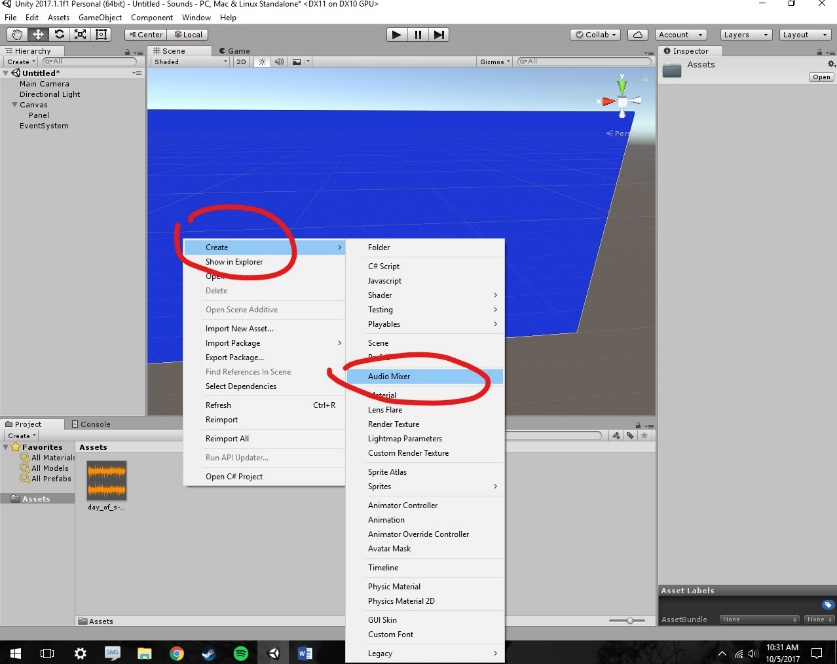 Unity 2017.1.1f1 Personal (64bit) - Untitled - Sounds - PC, Mac & Linux Standalone* <DX11 on DX10 GPU>
File Edit Assets GameObject Component Window Help
Center Local
Collab Account Layers Layout
Hierarchy
Create All
Untitled*
Main Camera
Directional Light
Canvas
Panel
EventSystem
Scene Game
Shaded 2D Gizmos All
y
Pers
Inspector
Assets
Open
Create
Show in Explorer
Open
Delete
Open Scene Additive
Import New Asset...
Import Package
Export Package...
Find References In Scene
Select Dependencies
Refresh Ctrl+R
Reimport
Reimport All
Run API Updater...
Open C# Project
Folder
C# Script
Javascript
Shader
Testing
Playables
Scene
Audio Mixer
Material
Lens Flare
Render Texture
Lightmap Parameters
Custom Render Texture
Sprite Atlas
Sprites
Animator Controller
Animation
Animator Override Controller
Avatar Mask
Timeline
Physic Material
Physics Material 2D
GUI Skin
Custom Font
Legacy
Project Console
Create
Favorites
All Materials
All Models
All Prefabs
Assets
Assets
day_of_s-...
Assets
Asset Labels
AssetBundle None None
10:31 AM
10/5/2017